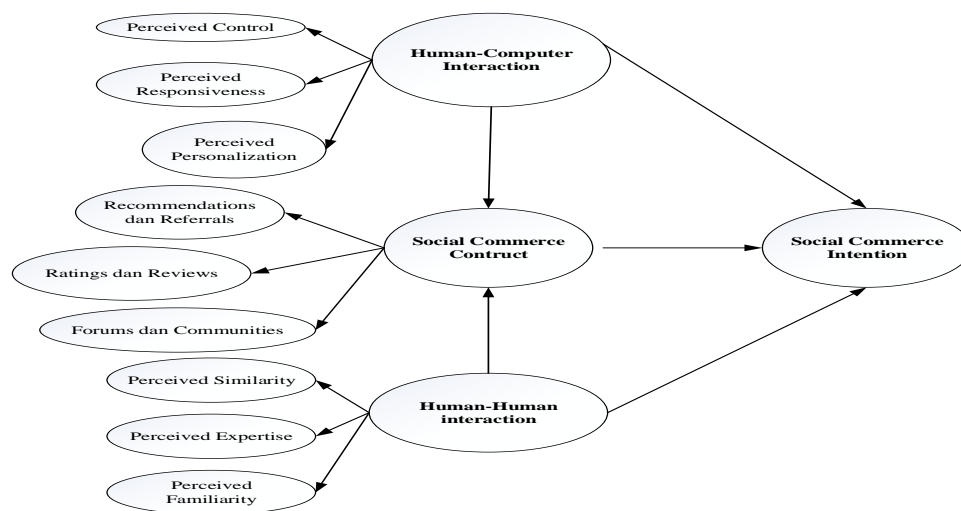 Perceived Control
Human-Computer
Interaction
Perceived
Responsiveness
Perceived
Personalization
Recommendations
dan Referrals
Social Commerce
Contruct
Social Commerce
Intention
Ratings dan Reviews
Forums dan Communities
Perceived Similarity
Human-Human
interaction
Perceived Expertise
Perceived
Familiarity